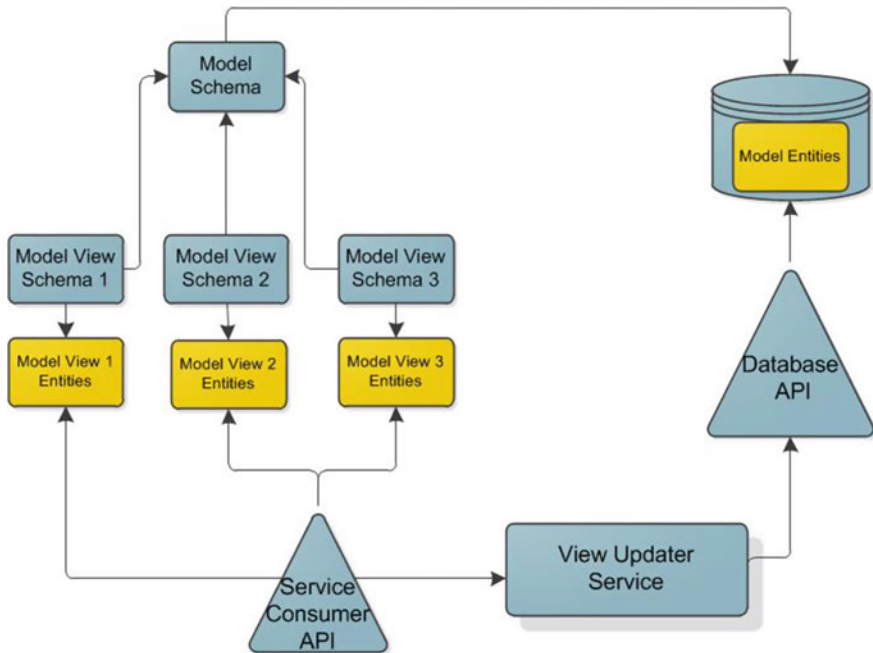 Model
Schema
Model Entities
Model View
Schema 1
Model View
Schema 2
Model View
Schema 3
Model View 1
Entities
Model View 2
Entities
Model View 3
Entities
Database
API
View Updater
Service
Service
Consumer
API